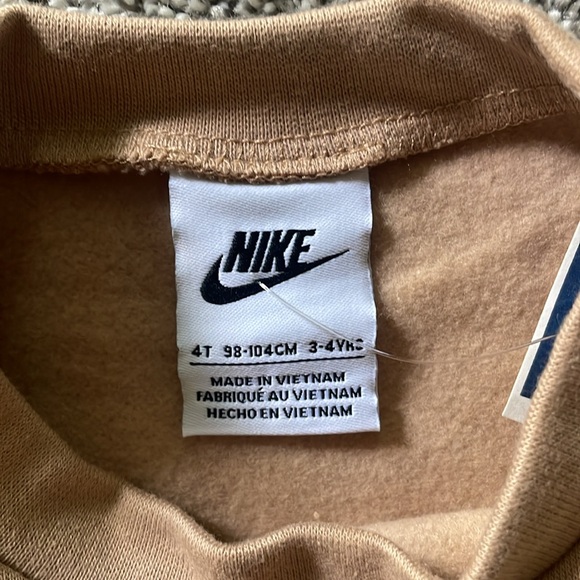 NIKE
4T 98-104CM 3-4YRS
MADE IN VIETNAM
FABRIQUÉ AU VIETNAM
HECHO EN VIETNAM